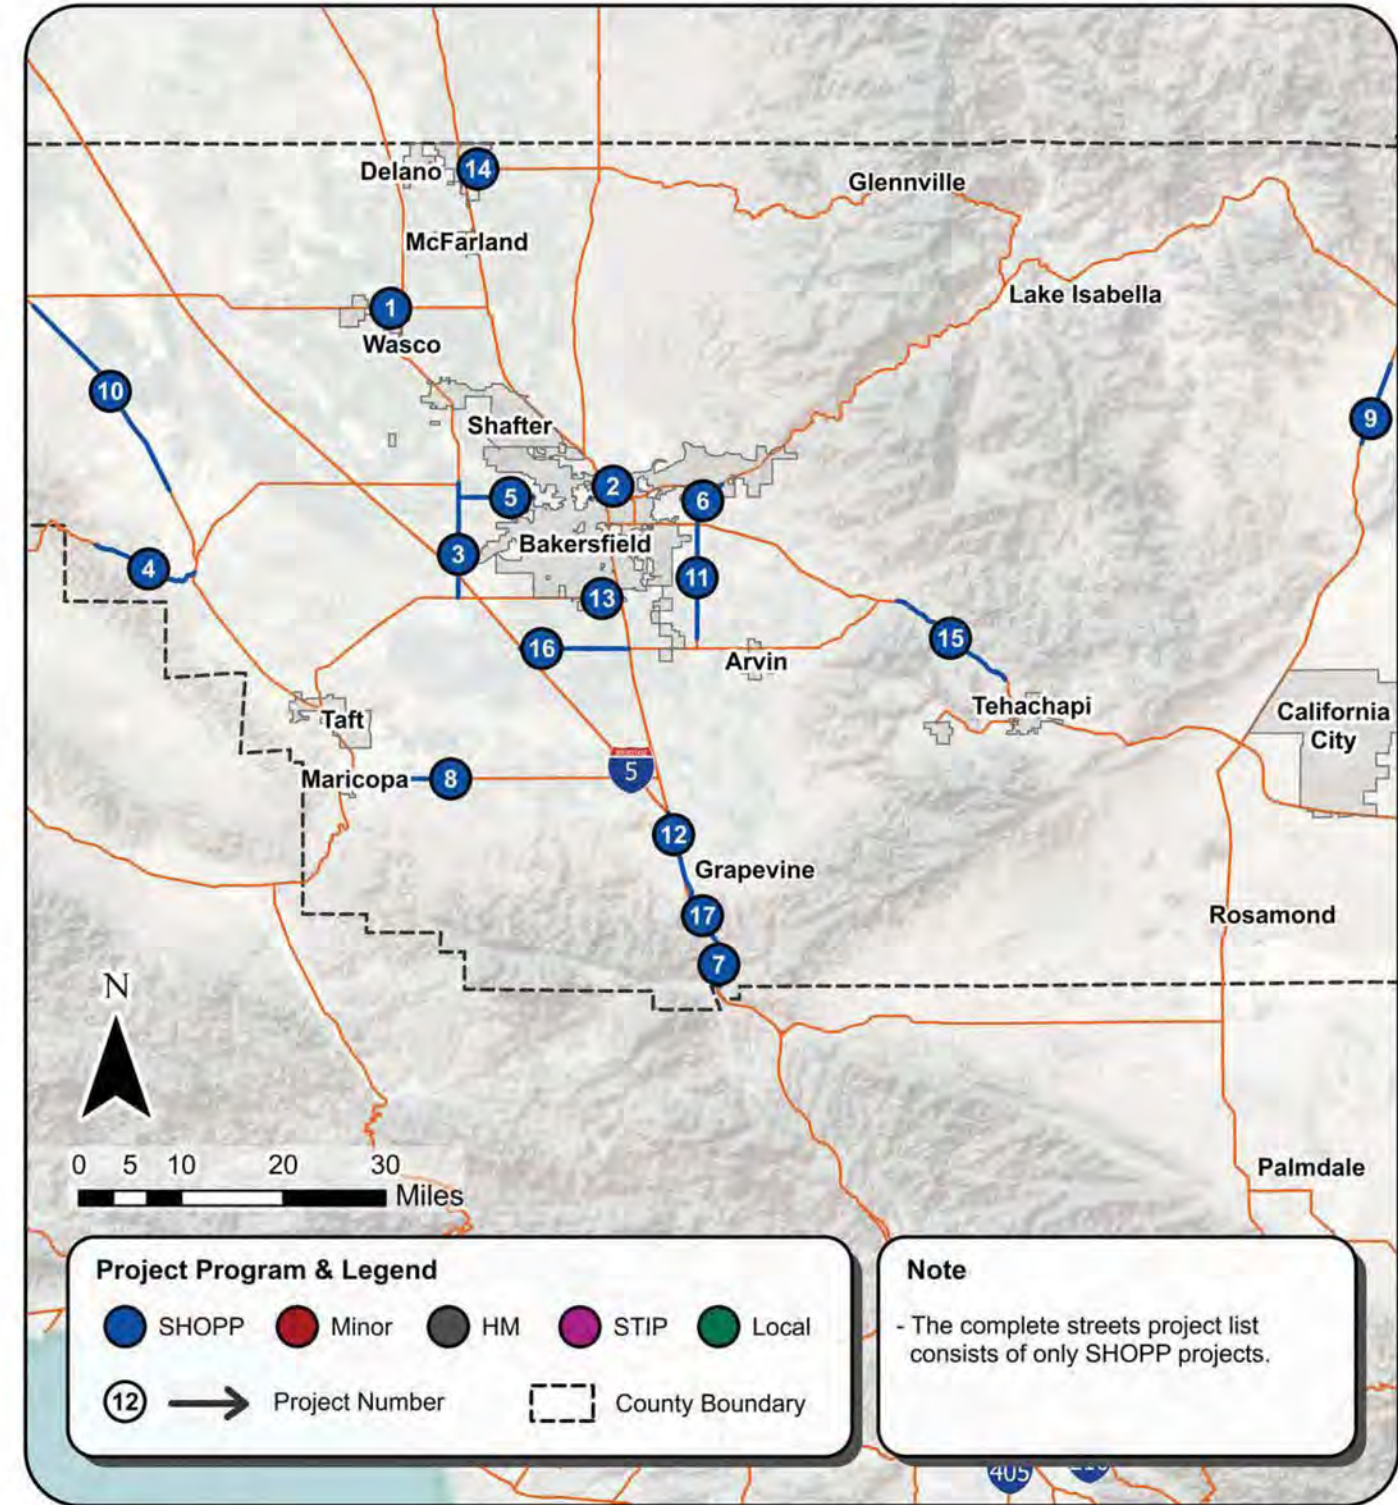 Delano
14
Glennville
McFarland
Lake Isabella
1
Wasco
10
9
Shafter
2
5
6
Bakersfield
3
4
11
13
15
16
Arvin
Tehachapi
California
City
Taft
5
Maricopa
8
12
Grapevine
17
Rosamond
7
N
0 5 10 20 30
Miles
Palmdale
Project Program & Legend
SHOPP Minor HM STIP Local
12 Project Number County Boundary
Note
- The complete streets project list
consists of only SHOPP projects.
405